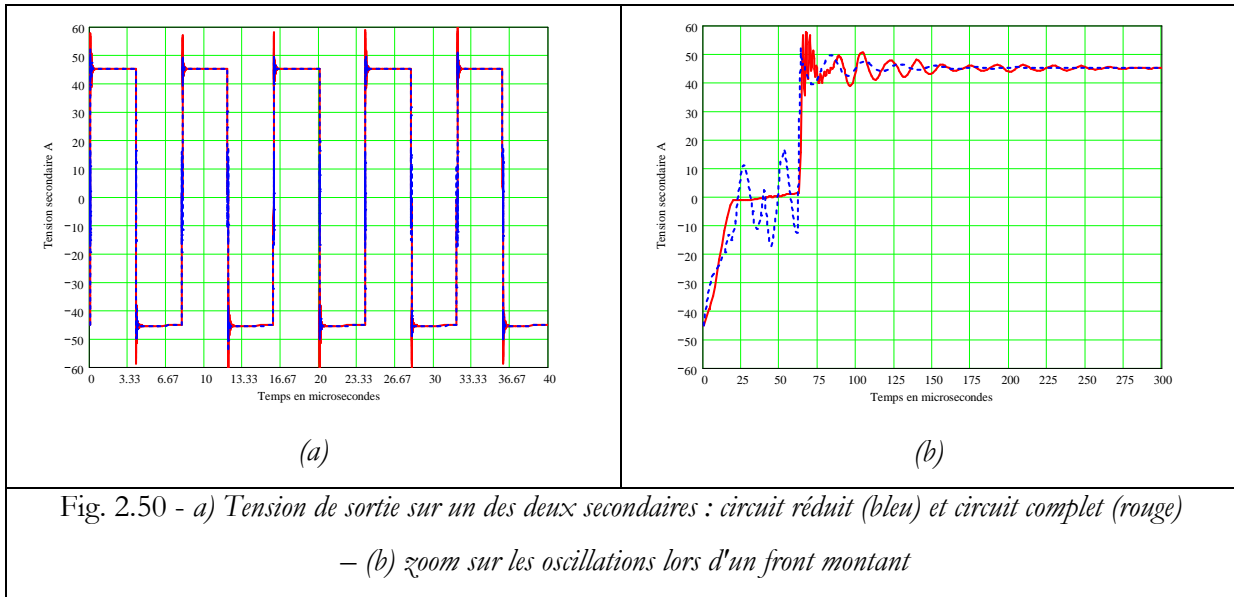 60
50
40
30
20
10
0
−10
−20
−30
−40
−50
−60
Tension secondaire A
0 3.33 6.67 10 13.33 16.67 20 23.33 26.67 30 33.33 36.67 40
Temps en microsecondes
(a)
60
50
40
30
20
10
0
−10
−20
−30
−40
−50
−60
Tension secondaire A
0 25 50 75 100 125 150 175 200 225 250 275 300
Temps en microsecondes
(b)
Fig. 2.50 - a) Tension de sortie sur un des deux secondaires : circuit réduit (bleu) et circuit complet (rouge)
– (b) zoom sur les oscillations lors d'un front montant